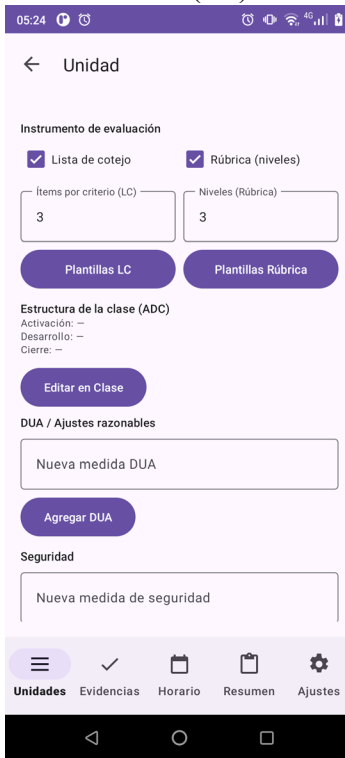 05:24 4G
Unidad
Instrumento de evaluación
Lista de cotejo Rúbrica (niveles)
Ítems por criterio (LC) Niveles (Rúbrica)
3 3
Plantillas LC Plantillas Rúbrica
Estructura de la clase (ADC)
Activación: —
Desarrollo: —
Cierre: —
Editar en Clase
DUA / Ajustes razonables
Nueva medida DUA
Agregar DUA
Seguridad
Nueva medida de seguridad
Unidades Evidencias Horario Resumen Ajustes